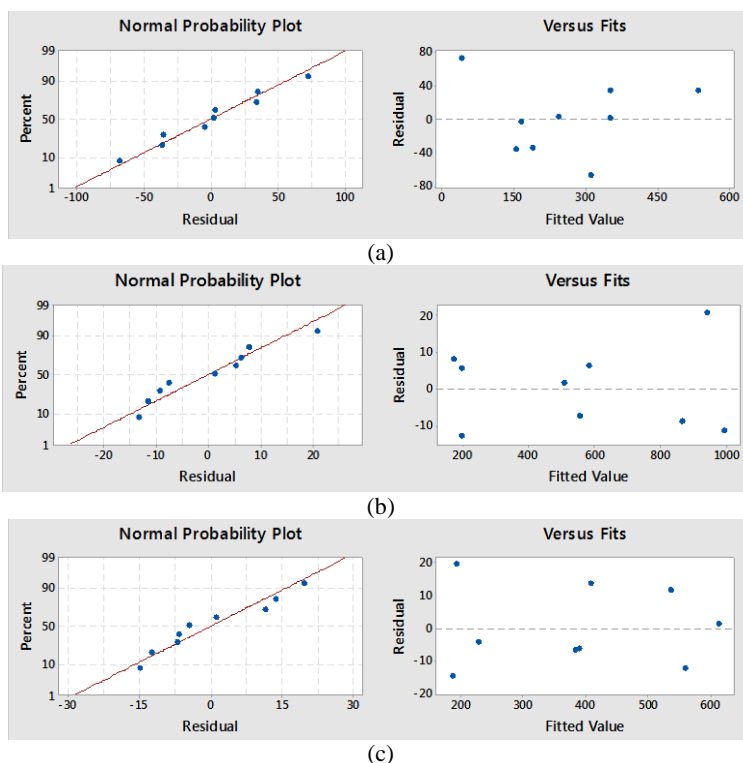 Normal Probability Plot
Versus Fits
99
90
50
10
1
Percent
-100
-50
0
50
100
Residual
80
40
0
-40
-80
Residual
0
150
300
450
600
Fitted Value
(a)
Normal Probability Plot
Versus Fits
99
90
50
10
1
Percent
-20
-10
0
10
20
Residual
20
10
0
-10
Residual
200
400
600
800
1000
Fitted Value
(b)
Normal Probability Plot
Versus Fits
99
90
50
10
1
Percent
-30
-15
0
15
30
Residual
20
10
0
-10
-20
Residual
200
300
400
500
600
Fitted Value
(c)